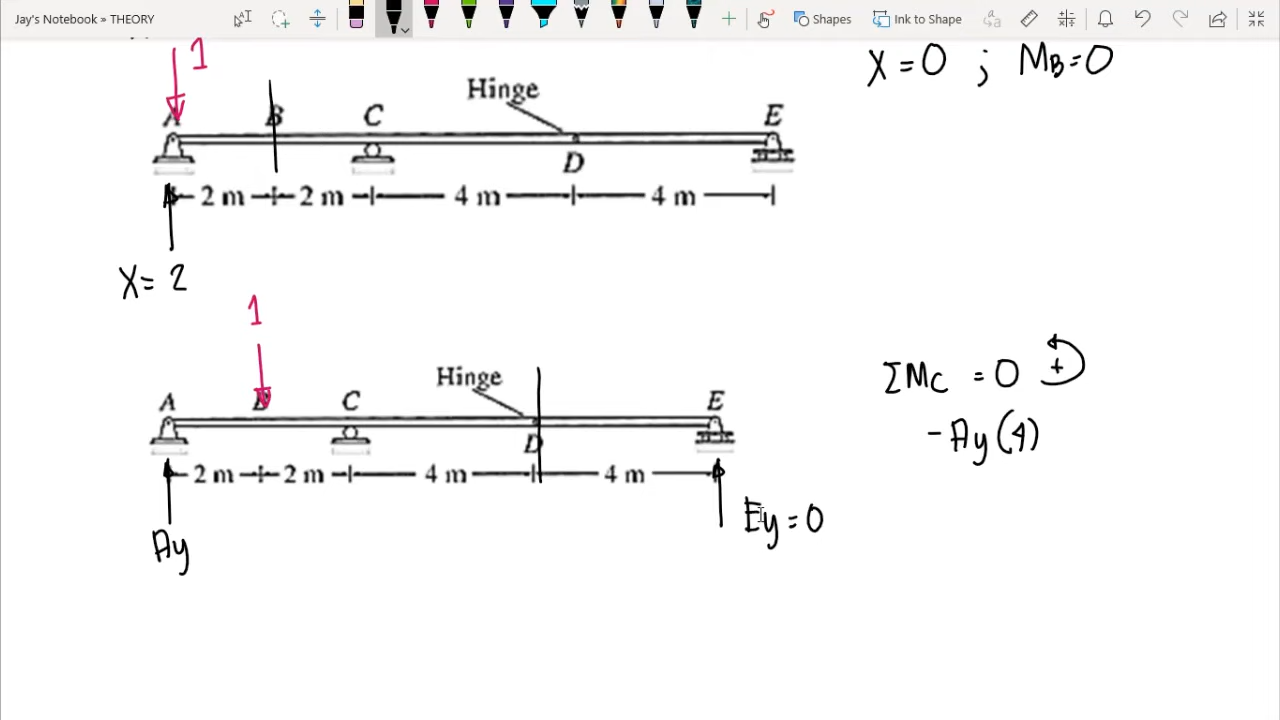 Jay's Notebook » THEORY
Shapes
Ink to Shape
1
X = 0 ; MB = 0
Hinge
A B C E
D
2 m 2 m 4 m 4 m
X = 2
1
Hinge
ΣMC = 0 +
A C E
- Ay (4)
D
2 m 2 m 4 m 4 m
Ey = 0
Ay